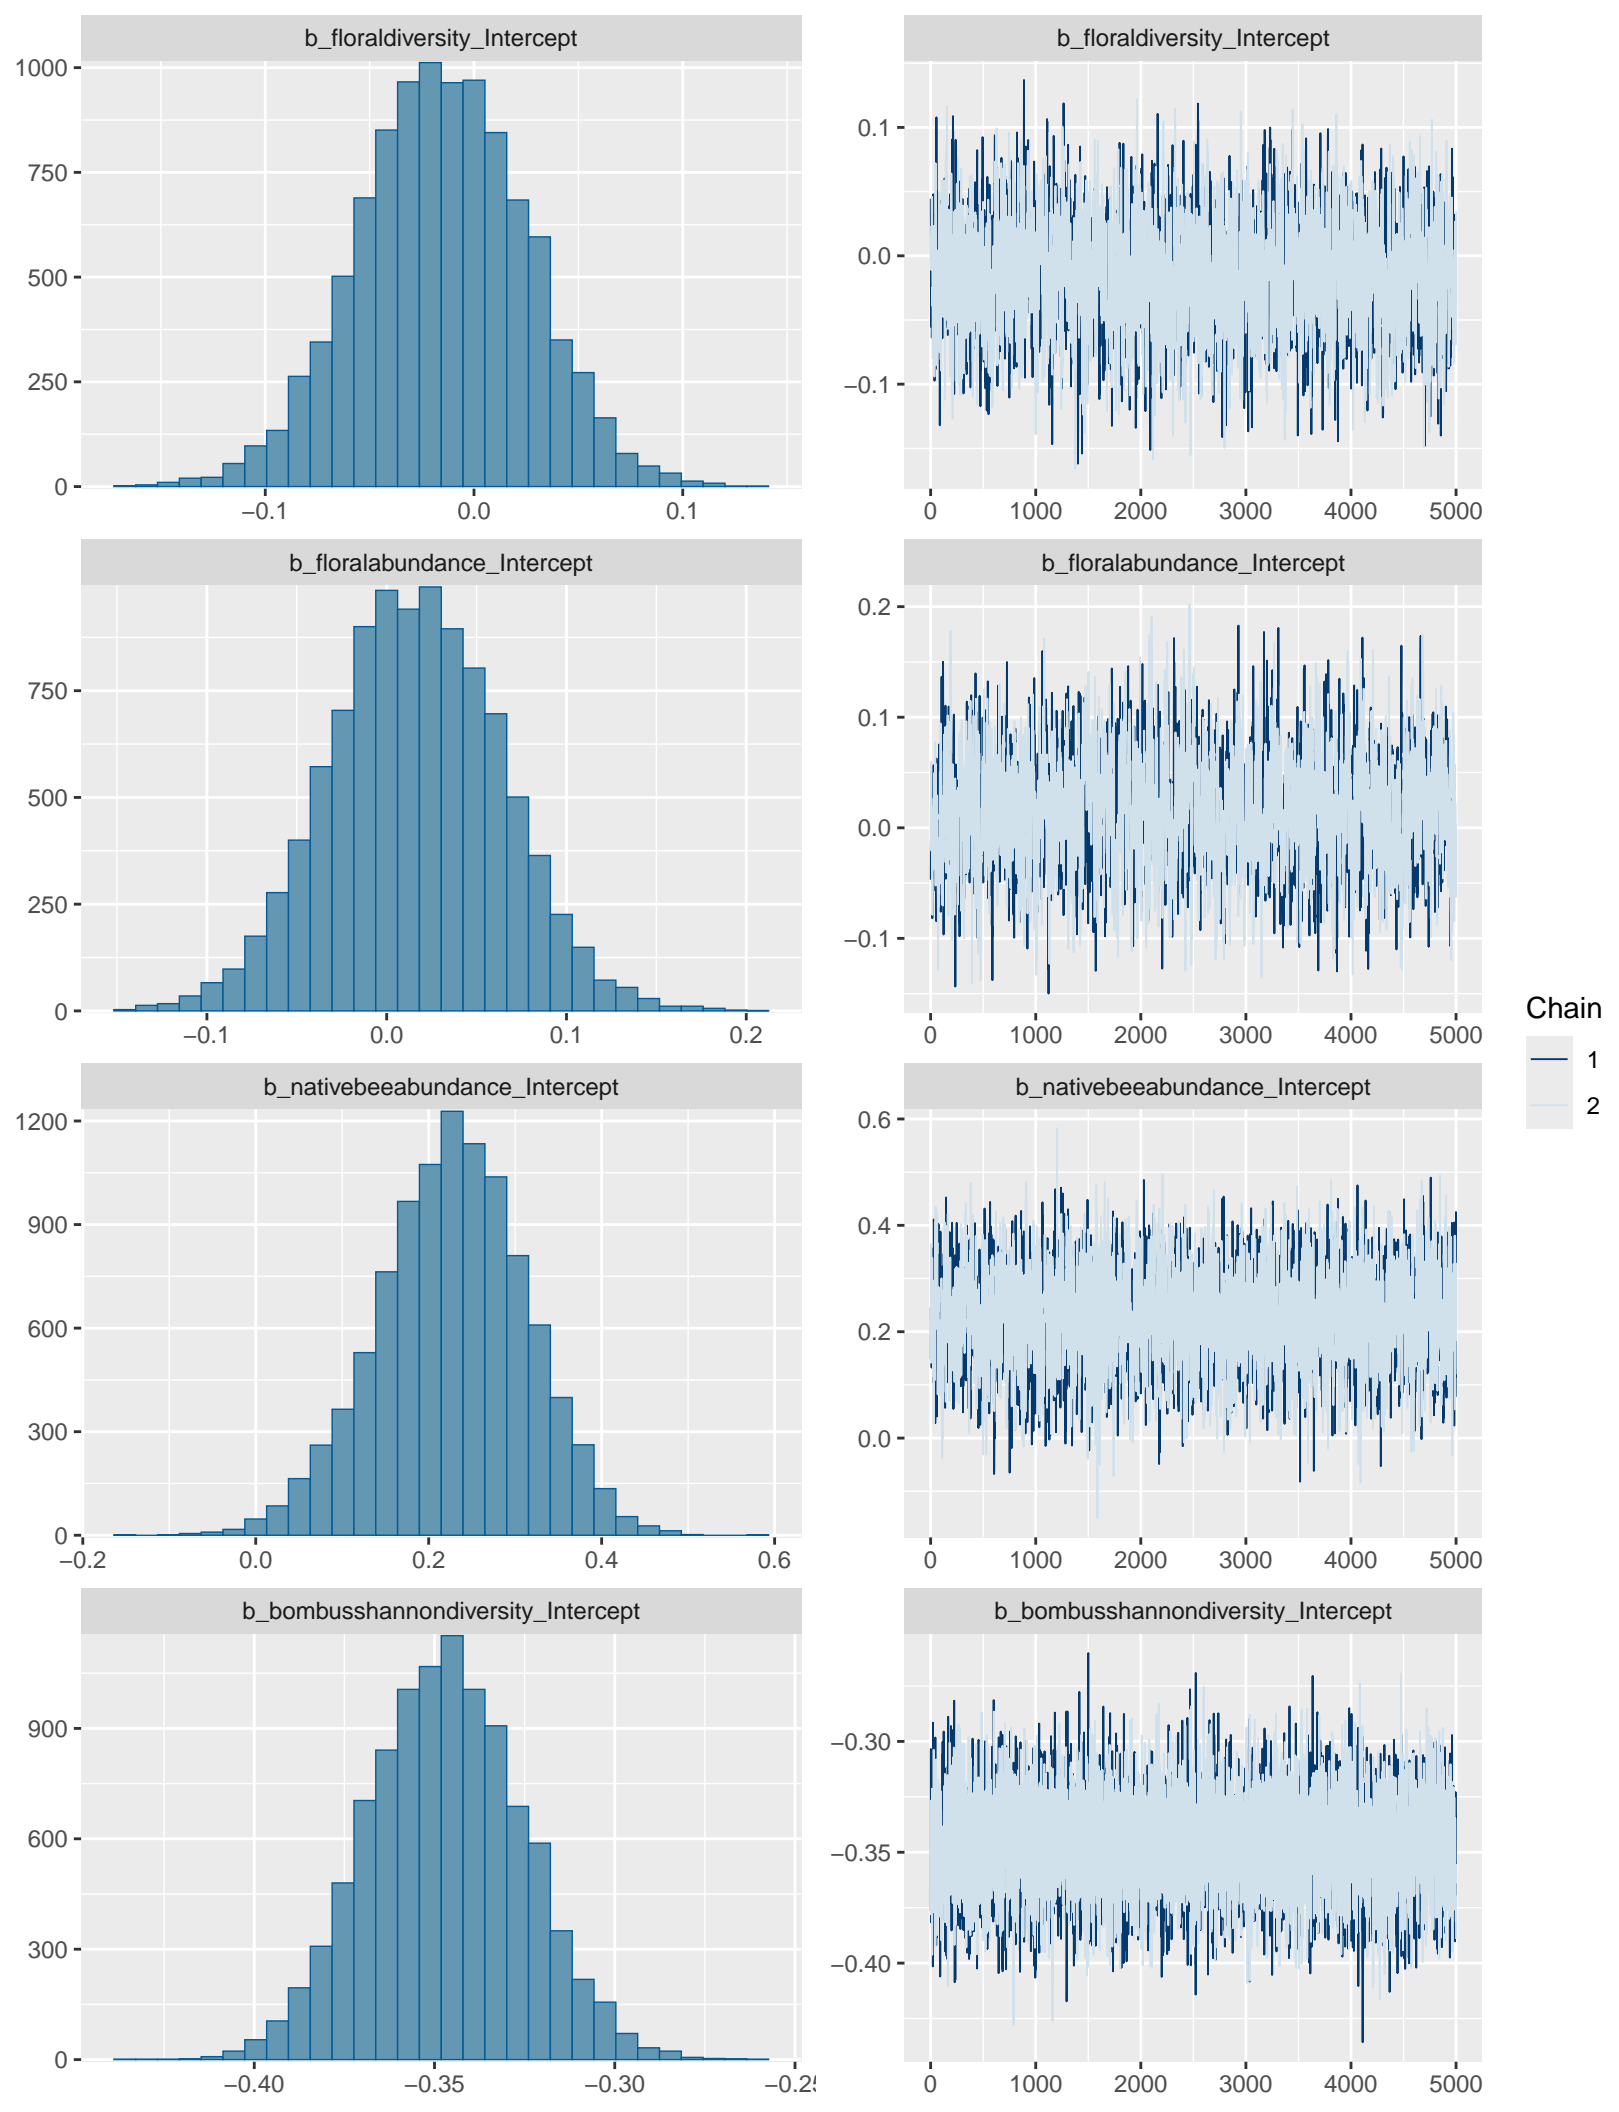 b_floraldiversity_Intercept
1000
750
500
250
0
−0.1 0.0 0.1
b_floraldiversity_Intercept
0.1
0.0
−0.1
0 1000 2000 3000 4000 5000
b_floralabundance_Intercept
750
500
250
0
−0.1 0.0 0.1 0.2
b_floralabundance_Intercept
0.2
0.1
0.0
−0.1
0 1000 2000 3000 4000 5000
b_nativebeeabundance_Intercept
1200
900
600
300
0
−0.2 0.0 0.2 0.4 0.6
b_nativebeeabundance_Intercept
0.6
0.4
0.2
0.0
0 1000 2000 3000 4000 5000
b_bombusshannondiversity_Intercept
900
600
300
0
−0.40 −0.35 −0.30
b_bombusshannondiversity_Intercept
−0.30
−0.35
−0.40
0 1000 2000 3000 4000 5000
Chain
1
2